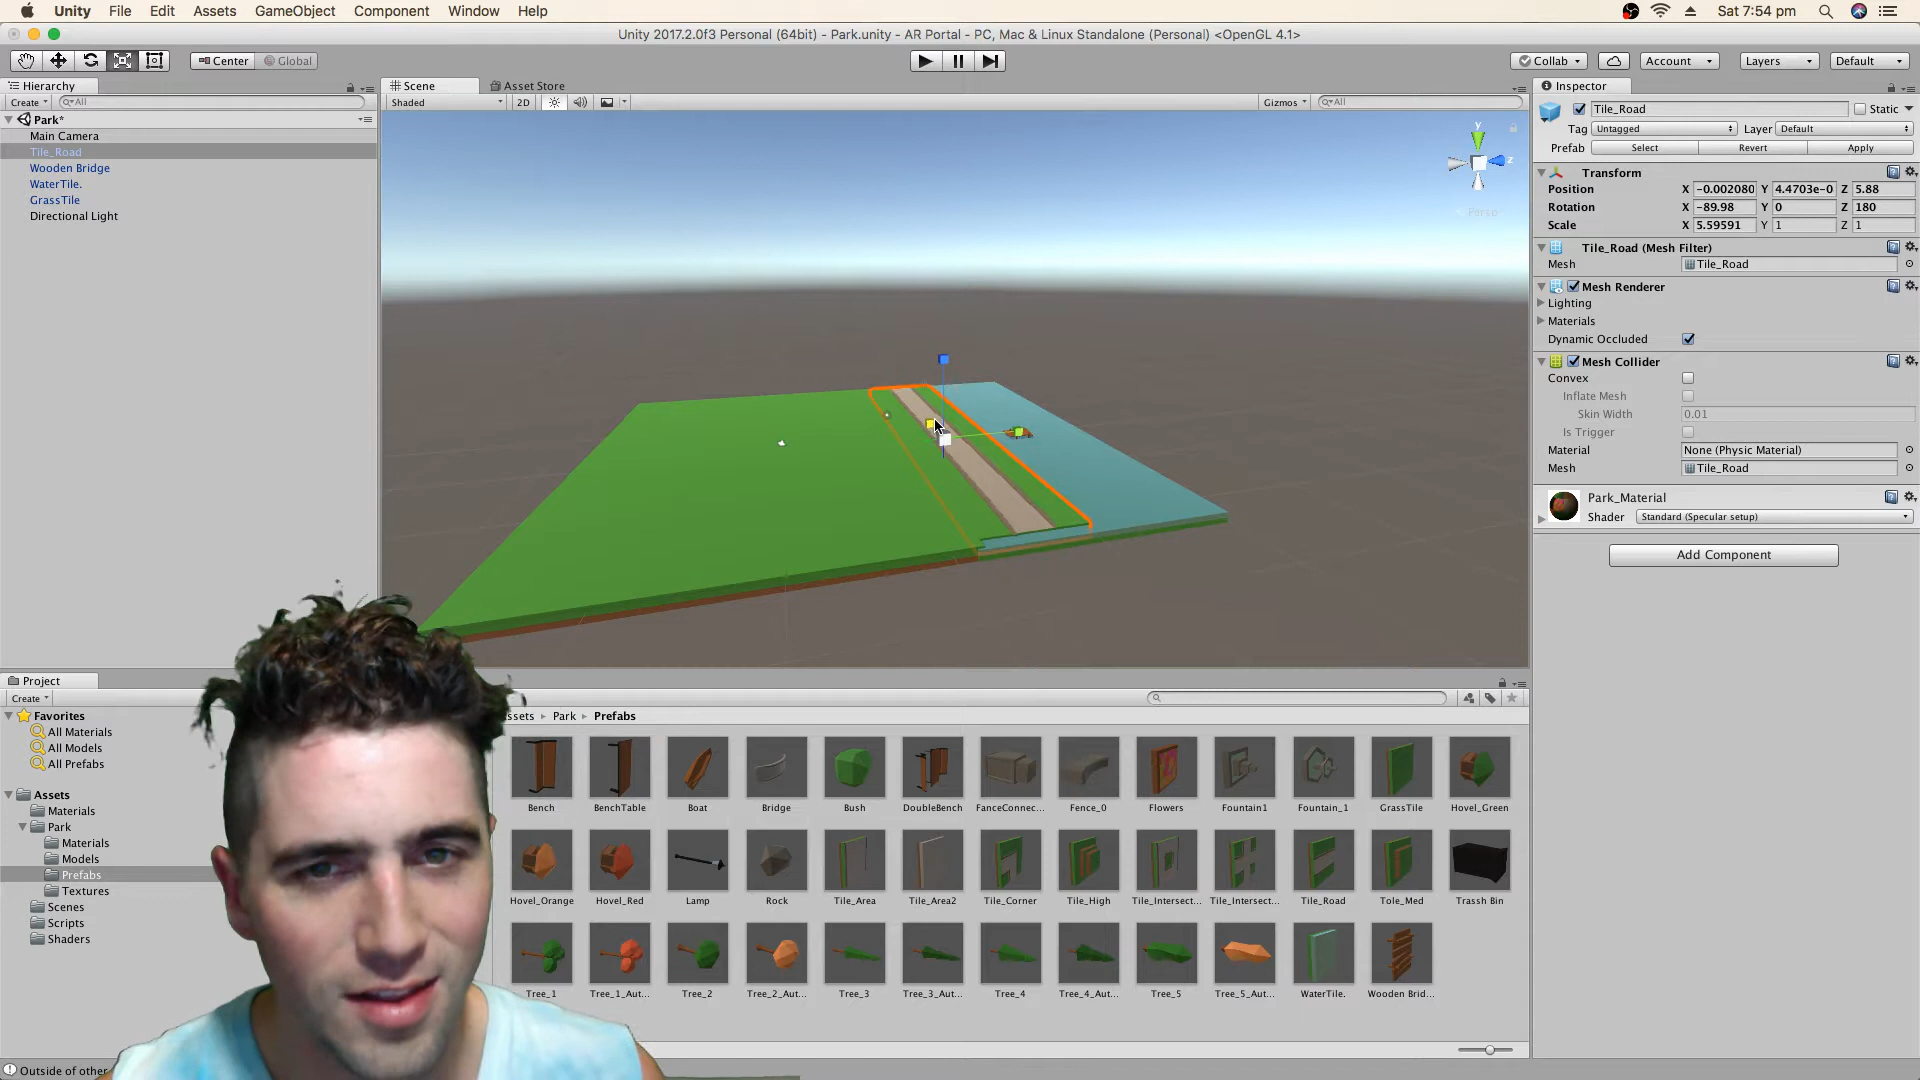 Unity File Edit Assets GameObject Component Window Help Sat 7:54 pm
Unity 2017.2.0f3 Personal (64bit) - Park.unity - AR Portal - PC, Mac & Linux Standalone (Personal) <OpenGL 4.1>
Center Global Collab Account Layers Default
Hierarchy
Create All
Park*
Main Camera
Tile_Road
Wooden Bridge
WaterTile.
GrassTile
Directional Light
Scene Asset Store
Shaded 2D Gizmos All
y
z
Persp
Inspector
Tile_Road Static
Tag Untagged Layer Default
Prefab Select Revert Apply
Transform
Position X -0.002080 Y 4.4703e-0 Z 5.88
Rotation X -89.98 Y 0 Z 180
Scale X 5.59591 Y 1 Z 1
Tile_Road (Mesh Filter)
Mesh Tile_Road
Mesh Renderer
Lighting
Materials
Dynamic Occluded
Mesh Collider
Convex
Inflate Mesh
Skin Width 0.01
Is Trigger
Material None (Physic Material)
Mesh Tile_Road
Park_Material
Shader Standard (Specular setup)
Add Component
Project
Create
Favorites
All Materials
All Models
All Prefabs
Assets
Materials
Park
Materials
Models
Prefabs
Textures
Scenes
Scripts
Shaders
ssets Park Prefabs
Bench BenchTable Boat Bridge Bush DoubleBench FanceConnec... Fence_0 Flowers Fountain1 Fountain_1 GrassTile Hovel_Green
Hovel_Orange Hovel_Red Lamp Rock Tile_Area Tile_Area2 Tile_Corner Tile_High Tile_Intersect... Tile_Intersect... Tile_Road Tole_Med Trassh Bin
Tree_1 Tree_1_Aut... Tree_2 Tree_2_Aut... Tree_3 Tree_3_Aut... Tree_4 Tree_4_Aut... Tree_5 Tree_5_Aut... WaterTile. Wooden Brid...
Outside of other